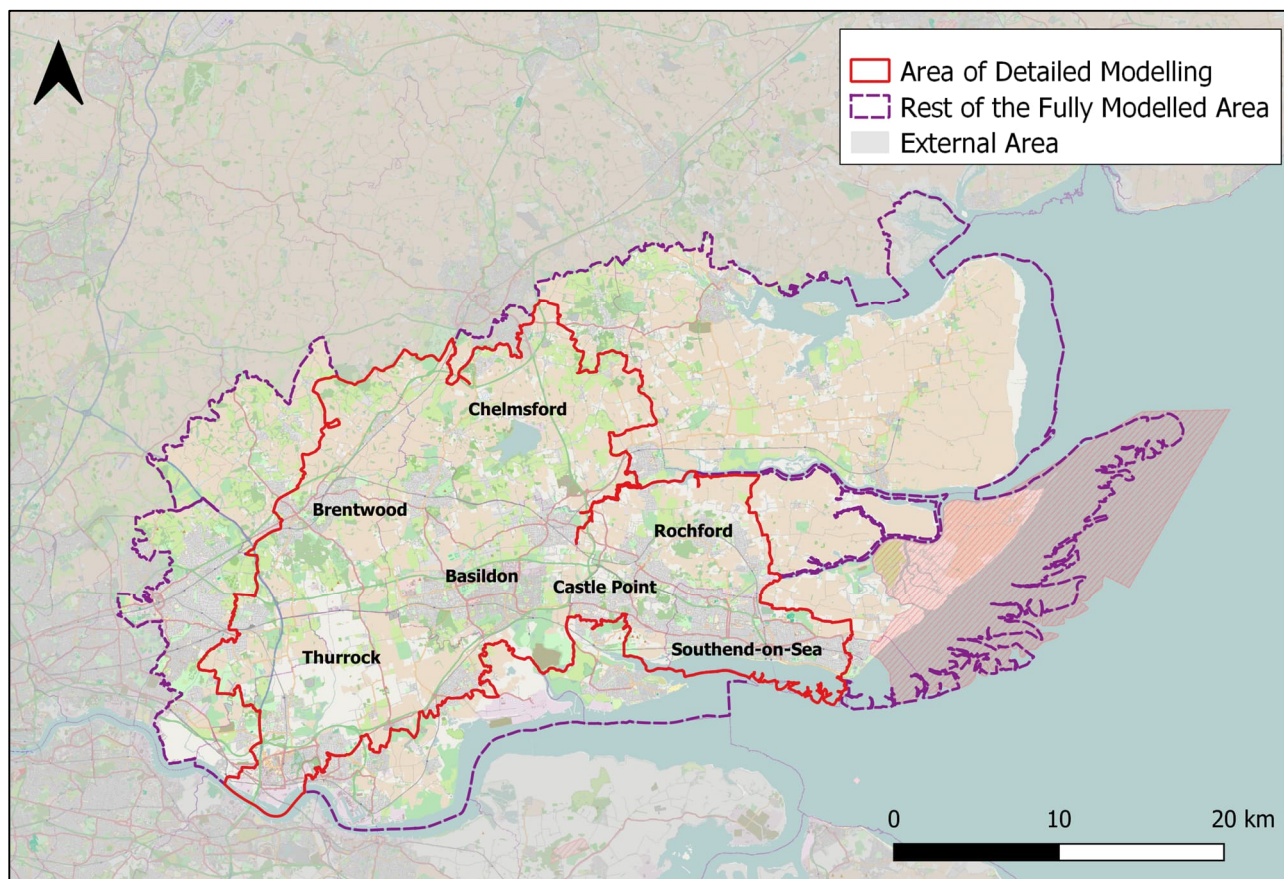 Area of Detailed Modelling
Rest of the Fully Modelled Area
External Area
Chelmsford
Brentwood
Rochford
Basildon
Castle Point
Southend-on-Sea
Thurrock
0 10 20 km